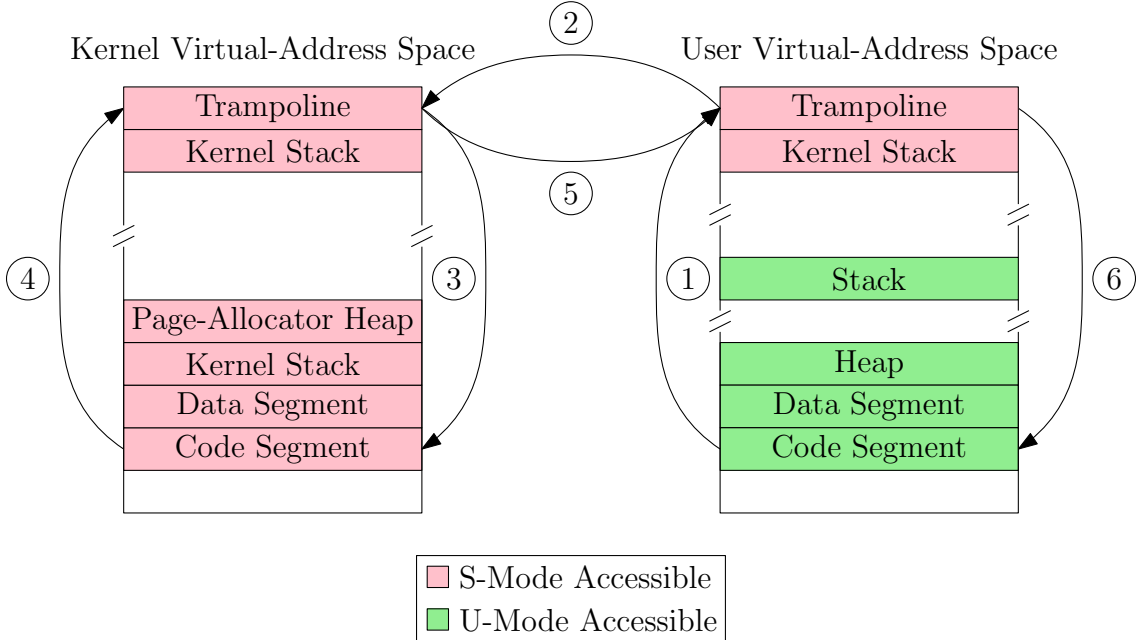 Kernel Virtual-Address Space
User Virtual-Address Space
2
Trampoline
Kernel Stack
Trampoline
Kernel Stack
5
4
3
1
6
Stack
Page-Allocator Heap
Kernel Stack
Data Segment
Code Segment
Heap
Data Segment
Code Segment
S-Mode Accessible
U-Mode Accessible